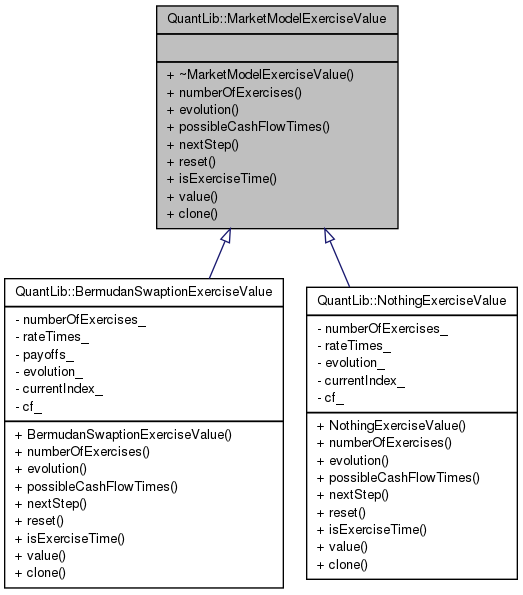 QuantLib::MarketModelExerciseValue
+ ~MarketModelExerciseValue()
+ numberOfExercises()
+ evolution()
+ possibleCashFlowTimes()
+ nextStep()
+ reset()
+ isExerciseTime()
+ value()
+ clone()
QuantLib::BermudanSwaptionExerciseValue
- numberOfExercises_
- rateTimes_
- payoffs_
- evolution_
- currentIndex_
- cf_
+ BermudanSwaptionExerciseValue()
+ numberOfExercises()
+ evolution()
+ possibleCashFlowTimes()
+ nextStep()
+ reset()
+ isExerciseTime()
+ value()
+ clone()
QuantLib::NothingExerciseValue
- numberOfExercises_
- rateTimes_
- evolution_
- currentIndex_
- cf_
+ NothingExerciseValue()
+ numberOfExercises()
+ evolution()
+ possibleCashFlowTimes()
+ nextStep()
+ reset()
+ isExerciseTime()
+ value()
+ clone()